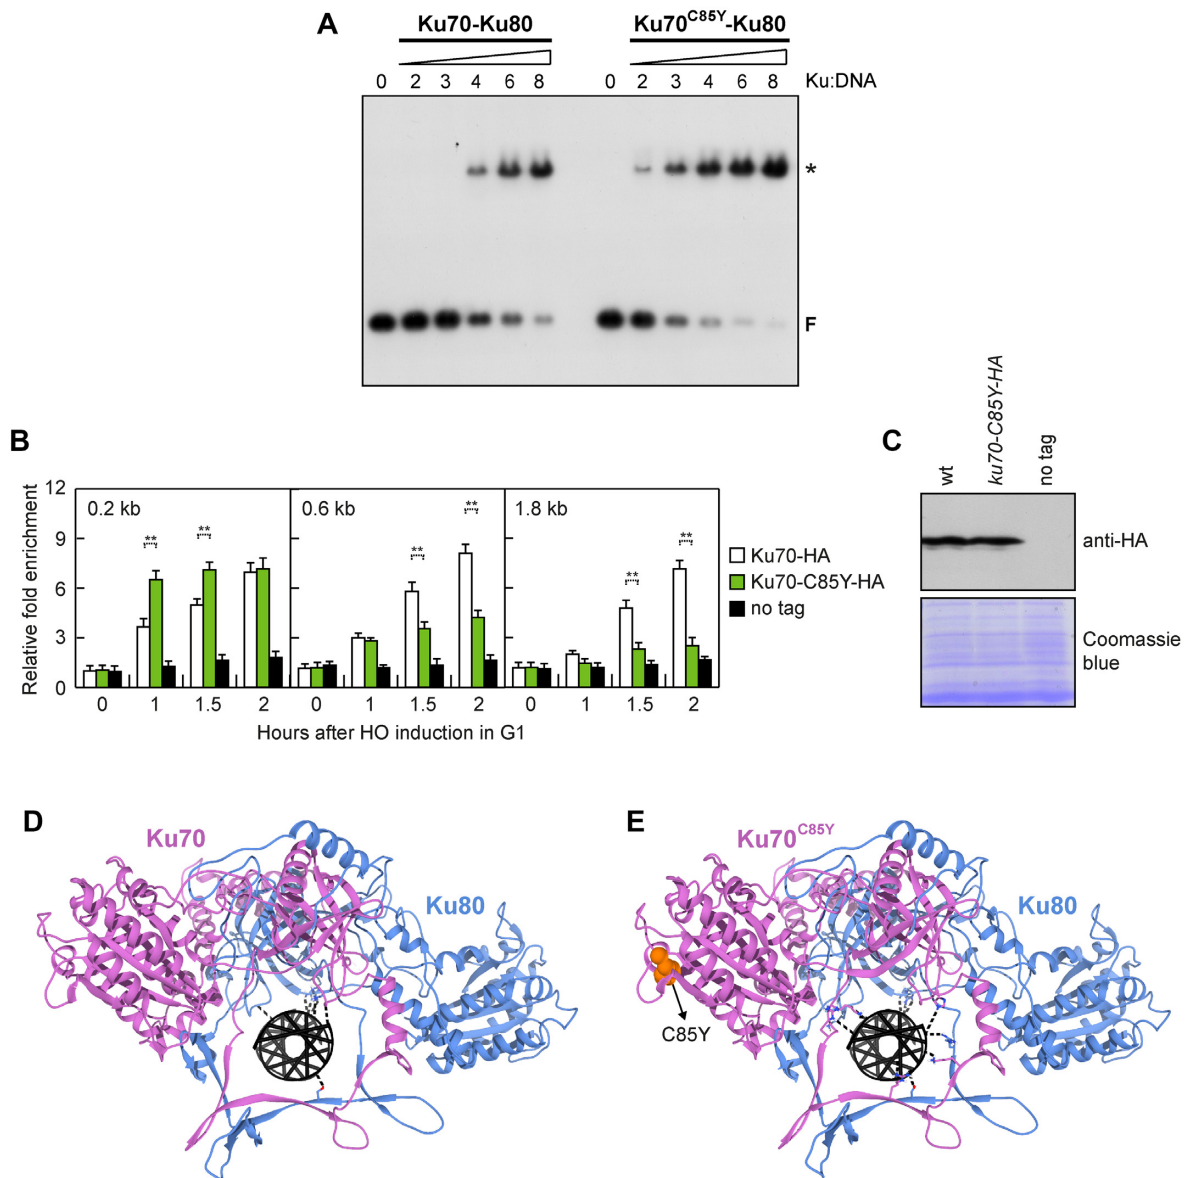 A
Ku70-Ku80 Ku70C85Y-Ku80
0 2 3 4 6 8 0 2 3 4 6 8 Ku:DNA
*
F
B
Relative fold enrichment
12
9
6
3
0
0.2 kb 0.6 kb 1.8 kb
** ** ** ** ** **
Ku70-HA
Ku70-C85Y-HA
no tag
0 1 1.5 2 0 1 1.5 2 0 1 1.5 2
Hours after HO induction in G1
C
wt
ku70-C85Y-HA
no tag
anti-HA
Coomassie
blue
D
Ku70
Ku80
E
Ku70C85Y
Ku80
C85Y